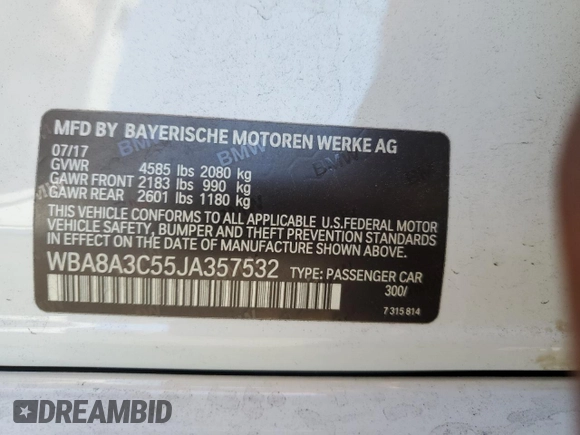 MFD BY BAYERISCHE MOTOREN WERKE AG
07/17
GVWR 4585 lbs 2080 kg
GAWR FRONT 2183 lbs 990 kg
GAWR REAR 2601 lbs 1180 kg
THIS VEHICLE CONFORMS TO ALL APPLICABLE U.S.FEDERAL MOTOR
VEHICLE SAFETY, BUMPER AND THEFT PREVENTION STANDARDS
IN EFFECT ON THE DATE OF MANUFACTURE SHOWN ABOVE.
WBA8A3C55JA357532 TYPE: PASSENGER CAR
300/
7 315 814
DREAMBID